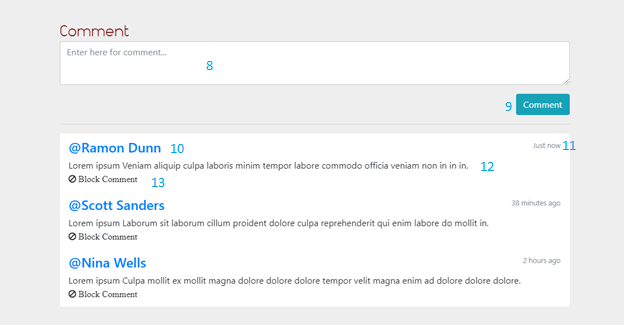 Comment
Enter here for comment...
8
9 Comment
@Ramon Dunn 10 Just now 11
Lorem ipsum Veniam aliquip culpa laboris minim tempor labore commodo officia veniam non in in in. 12
Block Comment 13
@Scott Sanders 38 minutes ago
Lorem ipsum Laborum sit laborum cillum proident dolore culpa reprehenderit qui enim labore do mollit in.
Block Comment
@Nina Wells 2 hours ago
Lorem ipsum Culpa mollit ex mollit magna dolore dolore dolore tempor velit magna enim ad dolore dolore dolore.
Block Comment